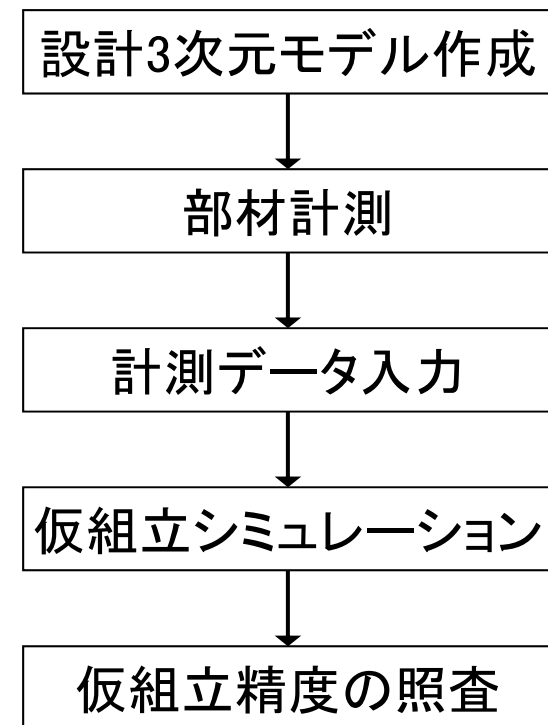 設計3次元モデル作成
部材計測
計測データ入力
仮組立シミュレーション
仮組立精度の照査